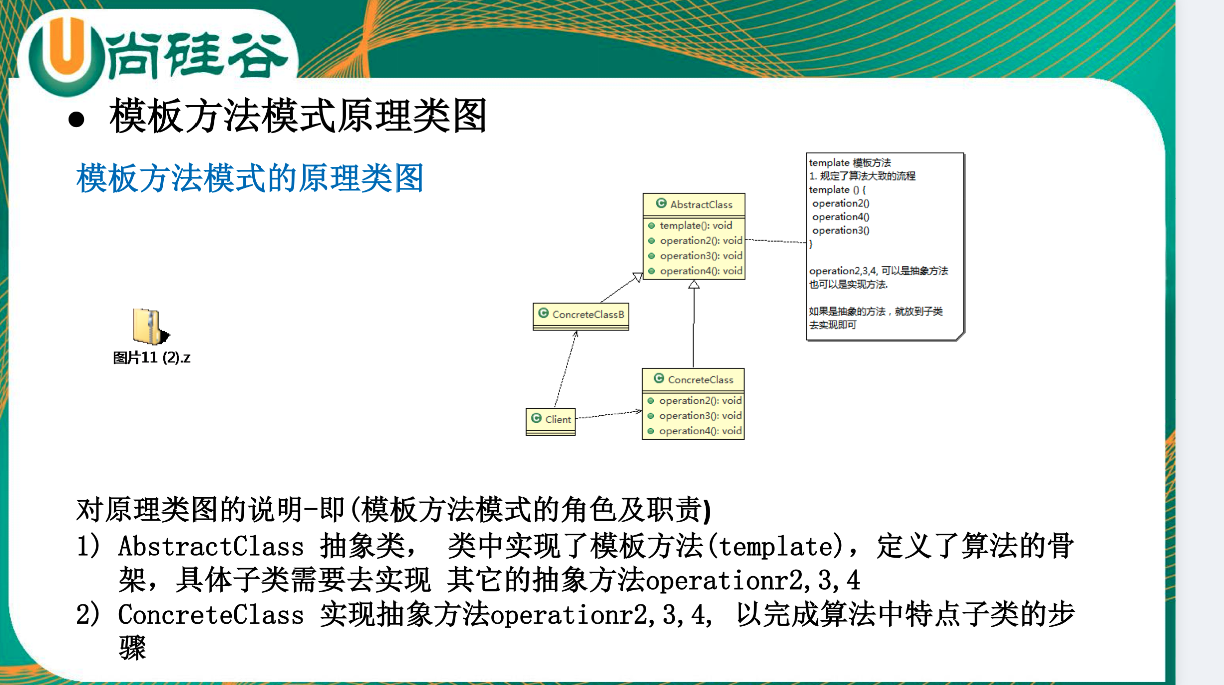 尚硅谷
● 模板方法模式原理类图
模板方法模式的原理类图
template 模板方法
1. 规定了算法大致的流程
template () {
operation2()
operation4()
operation3()
}
operation2,3,4, 可以是抽象方法
也可以是实现方法.
如果是抽象的方法，就放到子类
去实现即可
C AbstractClass
template(): void
operation2(): void
operation3(): void
operation4(): void
C ConcreteClassB
图片11 (2).z
C ConcreteClass
operation2(): void
operation3(): void
operation4(): void
C Client
对原理类图的说明-即(模板方法模式的角色及职责)
1) AbstractClass 抽象类， 类中实现了模板方法(template)，定义了算法的骨
架，具体子类需要去实现 其它的抽象方法operationr2,3,4
2) ConcreteClass 实现抽象方法operationr2,3,4, 以完成算法中特点子类的步
骤